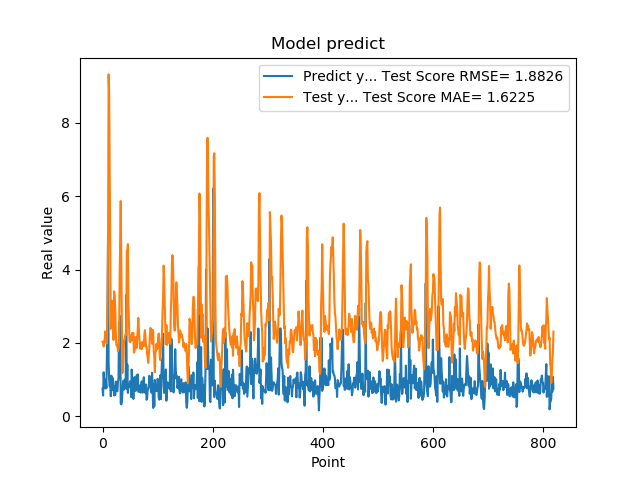 Model predict
Predict y... Test Score RMSE= 1.8826
Test y... Test Score MAE= 1.6225
Real value
8
6
4
2
0
0 200 400 600 800
Point